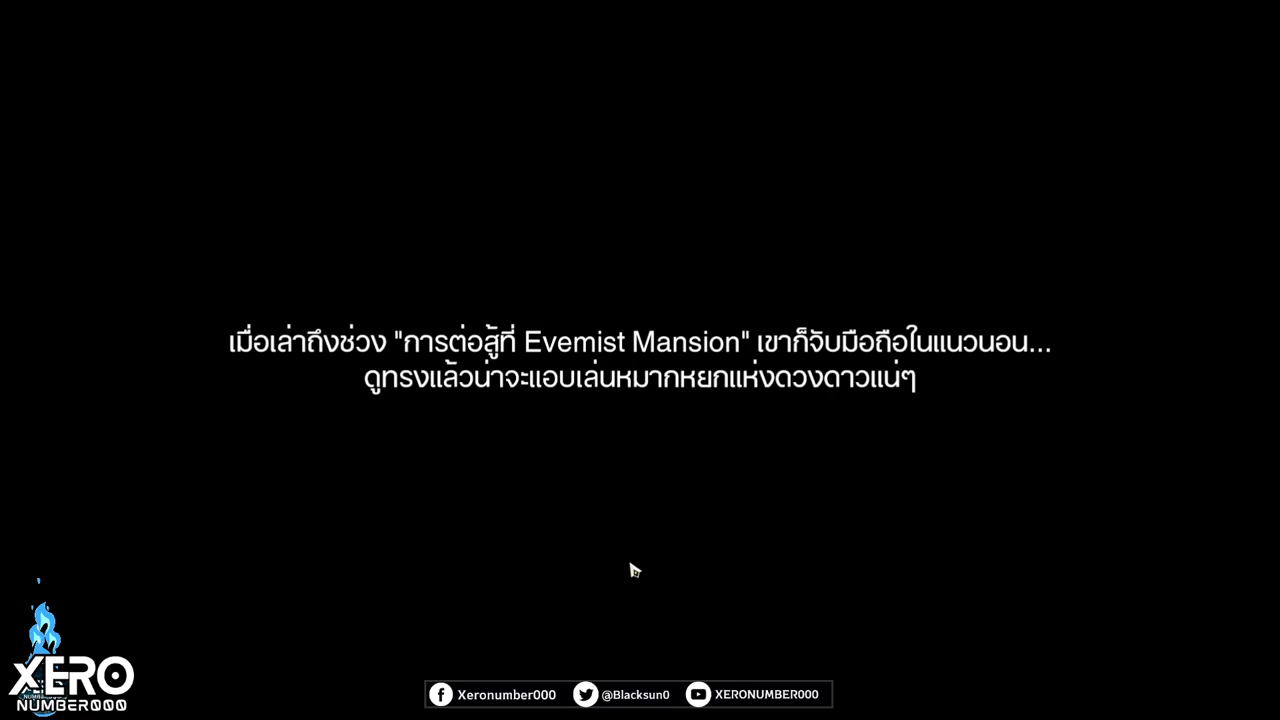 เมื่อเล่าถึงช่วง "การต่อสู้ที่ Evernist Mansion" เขาก็จับมือถือในแนวนอน...
ดูทรงแล้วน่าจะแอบเล่นหมากหยกแห่งดวงดาวแน่ๆ
XERO
NUMBER000
Xeronumber000
@Blacksun0
XERONUMBER000